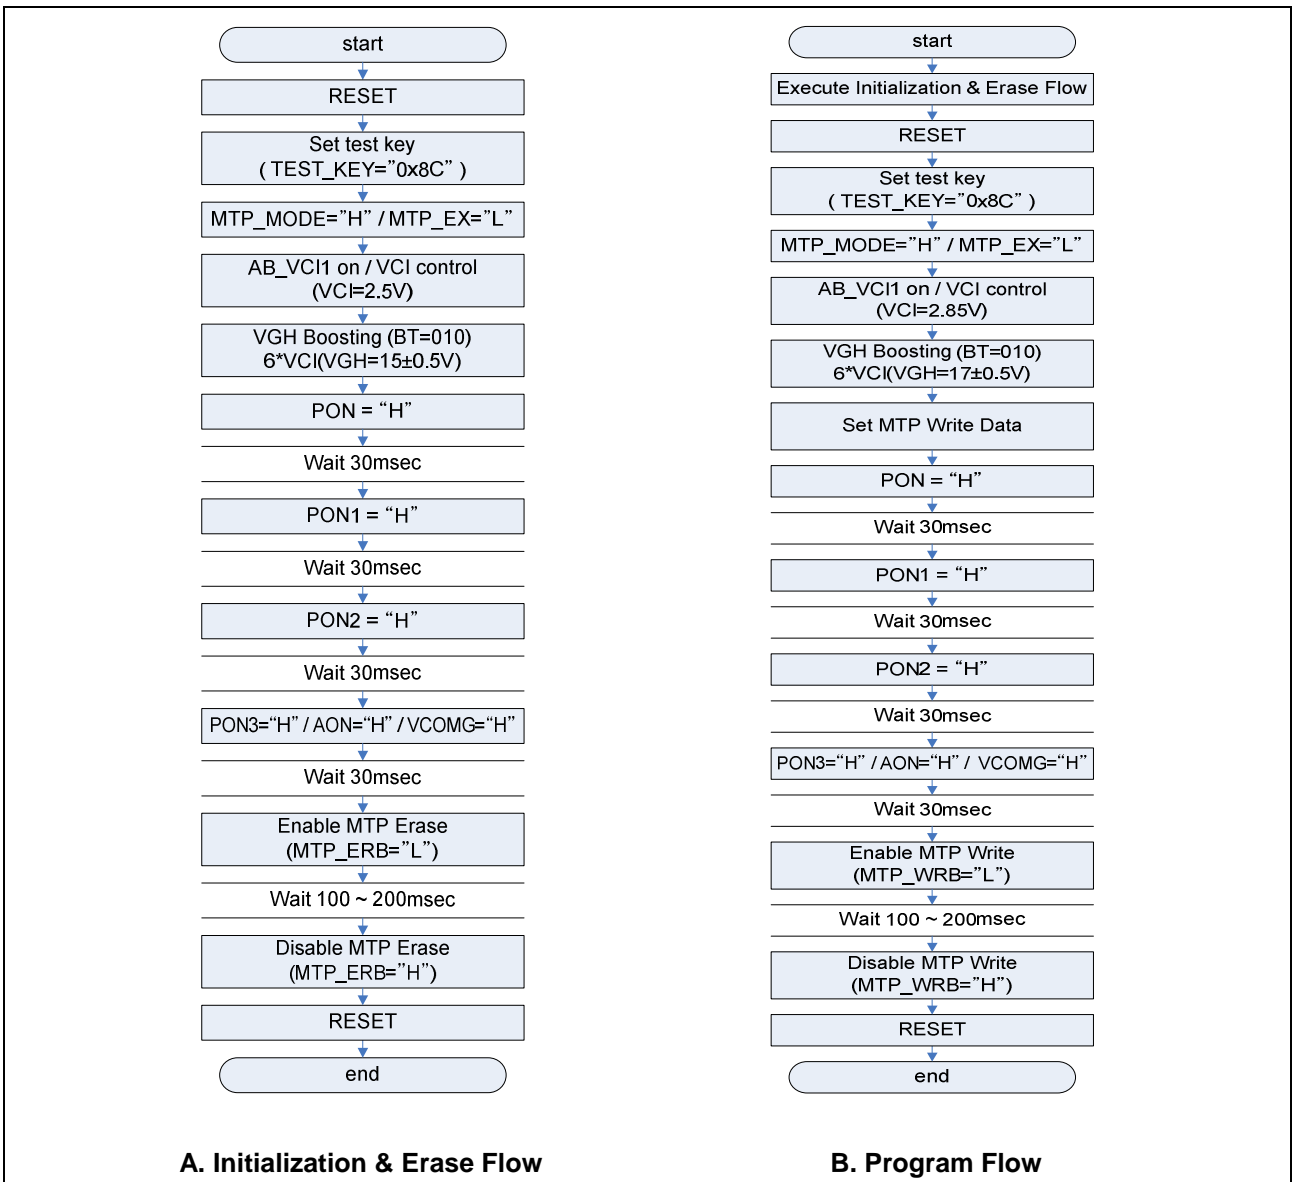 start
RESET
Set test key
( TEST_KEY="0x8C" )
MTP_MODE="H" / MTP_EX="L"
AB_VCI1 on / VCI control
(VCI=2.5V)
VGH Boosting (BT=010)
6*VCI(VGH=15±0.5V)
PON = “H”
Wait 30msec
PON1 = “H”
Wait 30msec
PON2 = “H”
Wait 30msec
PON3=“H” / AON=“H” / VCOMG=“H”
Wait 30msec
Enable MTP Erase
(MTP_ERB=”L”)
Wait 100 ~ 200msec
Disable MTP Erase
(MTP_ERB=”H”)
RESET
end
A. Initialization & Erase Flow
start
Execute Initialization & Erase Flow
RESET
Set test key
( TEST_KEY=”0x8C” )
MTP_MODE=”H” / MTP_EX=”L”
AB_VCI1 on / VCI control
(VCI=2.85V)
VGH Boosting (BT=010)
6*VCI(VGH=17±0.5V)
Set MTP Write Data
PON = “H”
Wait 30msec
PON1 = “H”
Wait 30msec
PON2 = “H”
Wait 30msec
PON3=“H” / AON=“H” / VCOMG=“H”
Wait 30msec
Enable MTP Write
(MTP_WRB=”L”)
Wait 100 ~ 200msec
Disable MTP Write
(MTP_WRB=”H”)
RESET
end
B. Program Flow